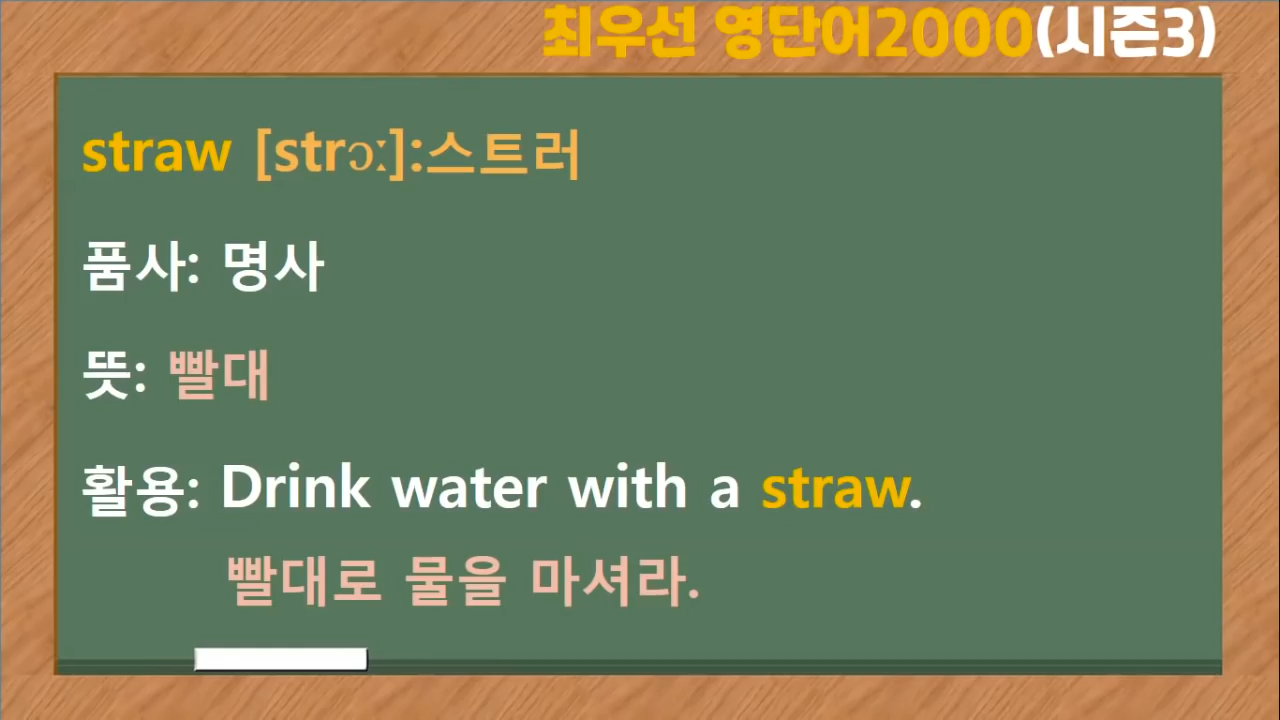 최우선 영단어2000(시즌3)
straw [strɔː]:스트러
품사: 명사
뜻: 빨대
활용: Drink water with a straw.
빨대로 물을 마셔라.